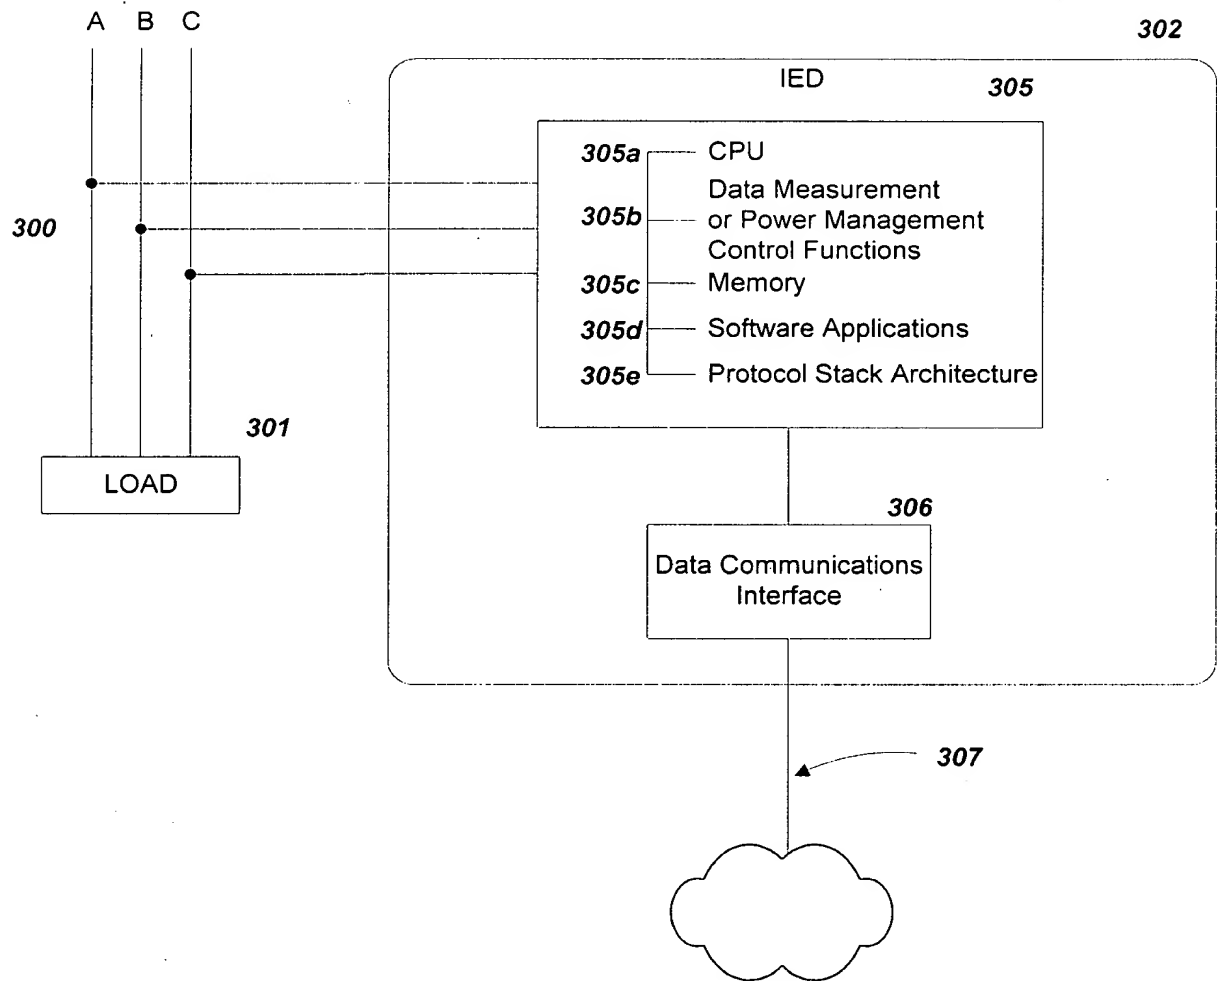 A B C
302
IED
305
305a CPU
300
305b Data Measurement
or Power Management
Control Functions
305c Memory
305d Software Applications
305e Protocol Stack Architecture
301
LOAD
306
Data Communications
Interface
307